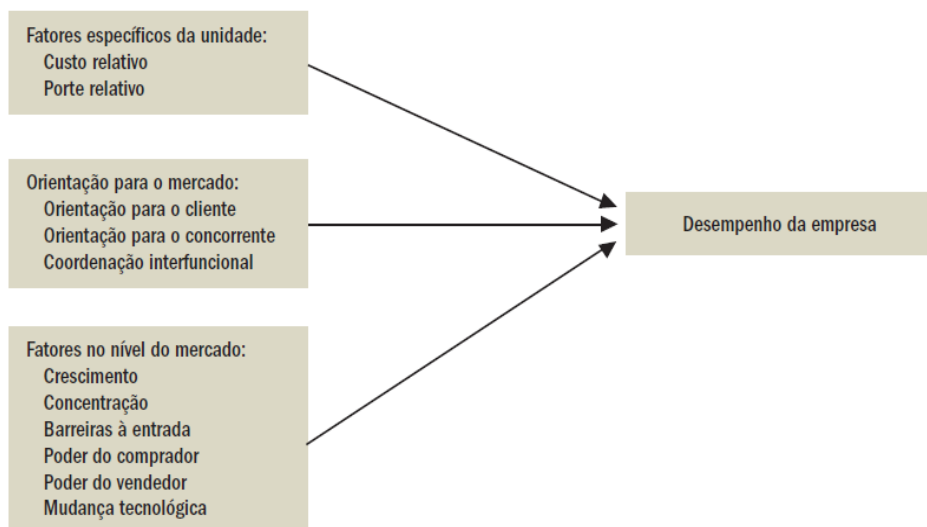 Fatores específicos da unidade:
Custo relativo
Porte relativo
Orientação para o mercado:
Orientação para o cliente
Orientação para o concorrente
Coordenação interfuncional
Desempenho da empresa
Fatores no nível do mercado:
Crescimento
Concentração
Barreiras à entrada
Poder do comprador
Poder do vendedor
Mudança tecnológica